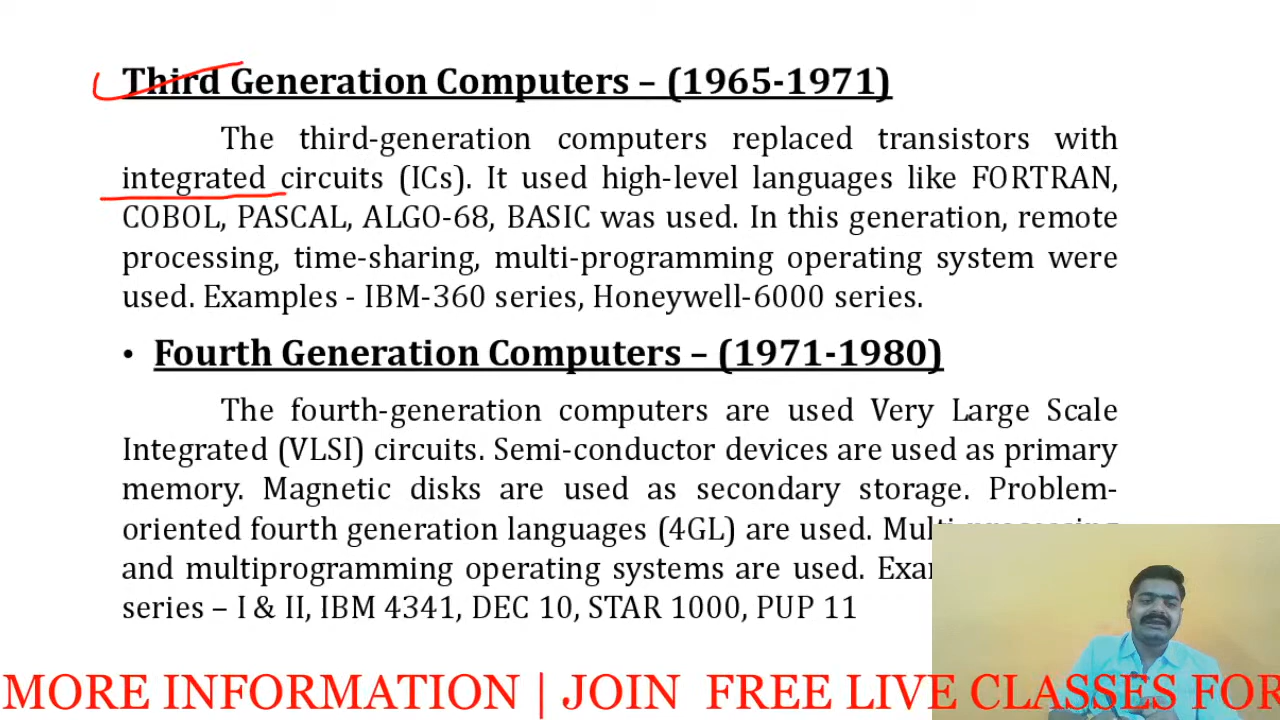 Third Generation Computers – (1965-1971)
The third-generation computers replaced transistors with
integrated circuits (ICs). It used high-level languages like FORTRAN,
COBOL, PASCAL, ALGO-68, BASIC was used. In this generation, remote
processing, time-sharing, multi-programming operating system were
used. Examples - IBM-360 series, Honeywell-6000 series.
• Fourth Generation Computers – (1971-1980)
The fourth-generation computers are used Very Large Scale
Integrated (VLSI) circuits. Semi-conductor devices are used as primary
memory. Magnetic disks are used as secondary storage. Problem-
oriented fourth generation languages (4GL) are used.
and multiprogramming operating systems are used.
series – I & II, IBM 4341, DEC 10, STAR 1000, PUP 11
MORE INFORMATION | JOIN FREE LIVE CLASSES FOR